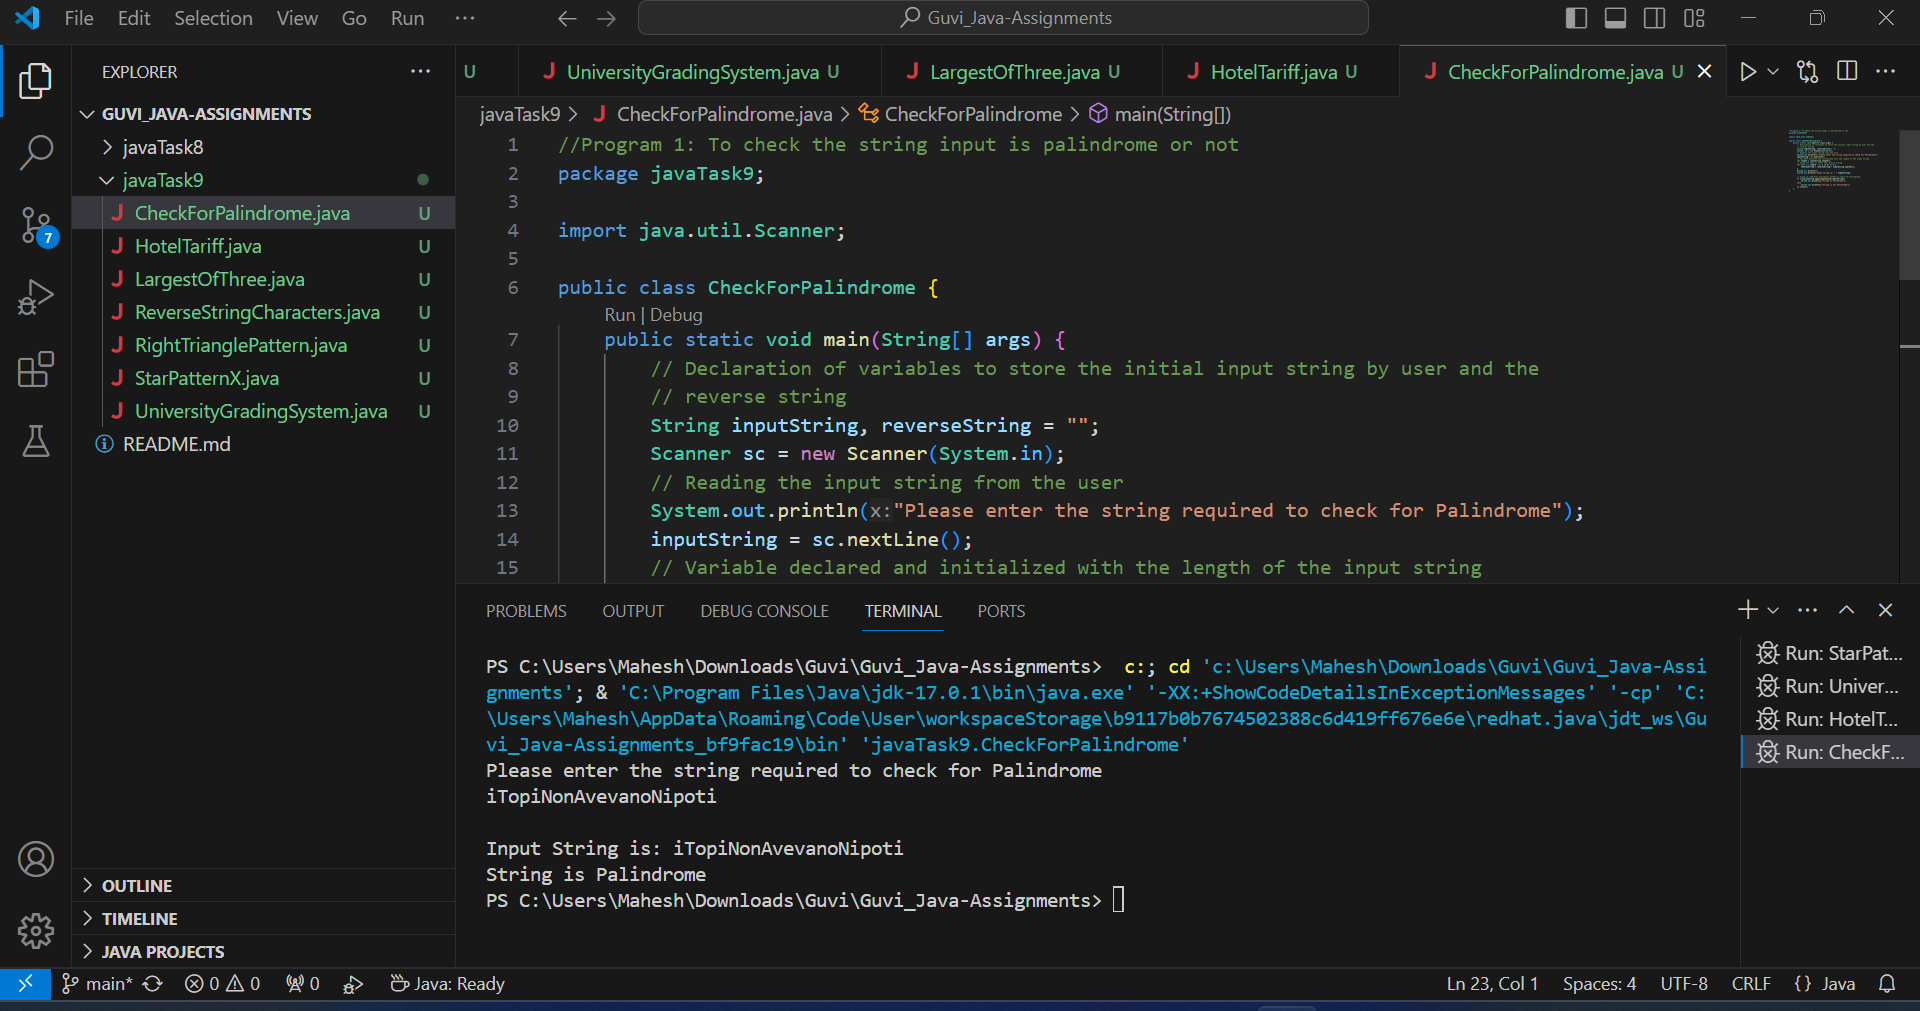 File Edit Selection View Go Run ··· Guvi_Java-Assignments
EXPLORER ···
GUVI_JAVA-ASSIGNMENTS
javaTask8
javaTask9
J CheckForPalindrome.java U
J HotelTariff.java U
J LargestOfThree.java U
J ReverseStringCharacters.java U
J RightTrianglePattern.java U
J StarPatternX.java U
J UniversityGradingSystem.java U
README.md
7
OUTLINE
TIMELINE
JAVA PROJECTS
U J UniversityGradingSystem.java U J LargestOfThree.java U J HotelTariff.java U J CheckForPalindrome.java U
javaTask9 > J CheckForPalindrome.java > CheckForPalindrome > main(String[])
1 //Program 1: To check the string input is palindrome or not
2 package javaTask9;
3
4 import java.util.Scanner;
5
6 public class CheckForPalindrome {
Run | Debug
7 public static void main(String[] args) {
8 // Declaration of variables to store the initial input string by user and the
9 // reverse string
10 String inputString, reverseString = "";
11 Scanner sc = new Scanner(System.in);
12 // Reading the input string from the user
13 System.out.println(x:"Please enter the string required to check for Palindrome");
14 inputString = sc.nextLine();
15 // Variable declared and initialized with the length of the input string
PROBLEMS OUTPUT DEBUG CONSOLE TERMINAL PORTS
PS C:\Users\Mahesh\Downloads\Guvi\Guvi_Java-Assignments> c:; cd 'c:\Users\Mahesh\Downloads\Guvi\Guvi_Java-Assi
gnments'; & 'C:\Program Files\Java\jdk-17.0.1\bin\java.exe' '-XX:+ShowCodeDetailsInExceptionMessages' '-cp' 'C:
\Users\Mahesh\AppData\Roaming\Code\User\workspaceStorage\b9117b0b7674502388c6d419ff676e6e\redhat.java\jdt_ws\Gu
vi_Java-Assignments_bf9fac19\bin' 'javaTask9.CheckForPalindrome'
Please enter the string required to check for Palindrome
iTopiNonAvevanoNipoti

Input String is: iTopiNonAvevanoNipoti
String is Palindrome
PS C:\Users\Mahesh\Downloads\Guvi\Guvi_Java-Assignments>
Run: StarPat...
Run: Univer...
Run: HotelT...
Run: CheckF...
main* 0 0 0 Java: Ready Ln 23, Col 1 Spaces: 4 UTF-8 CRLF {} Java